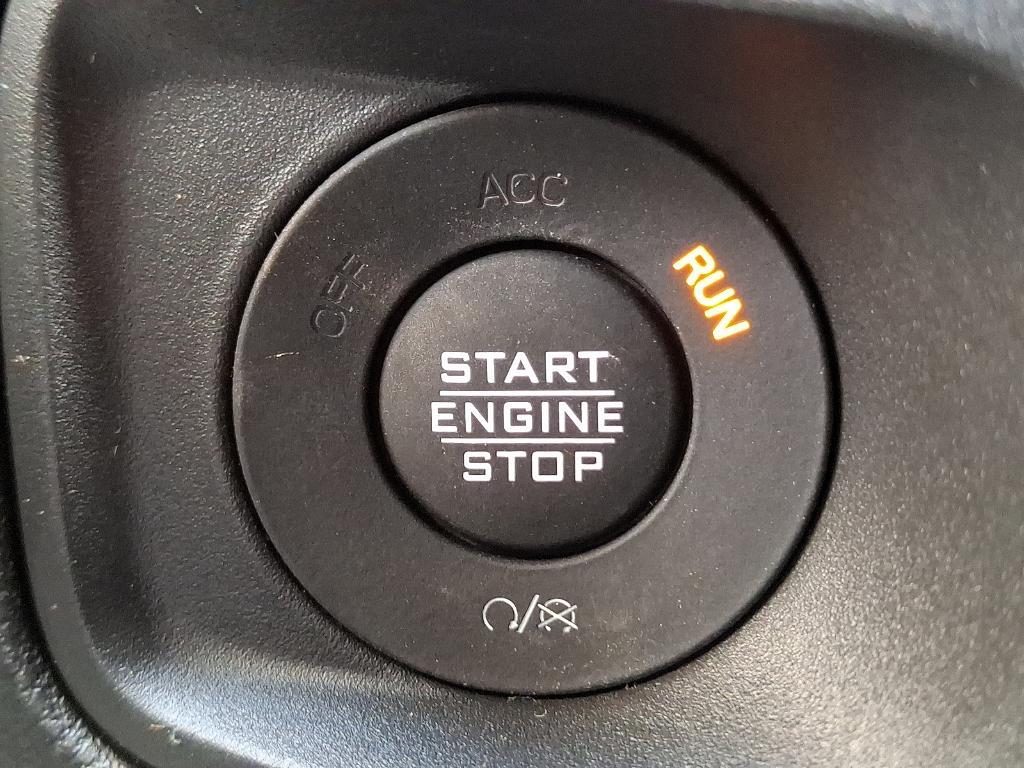 ACC
OFF
RUN
START
ENGINE
STOP